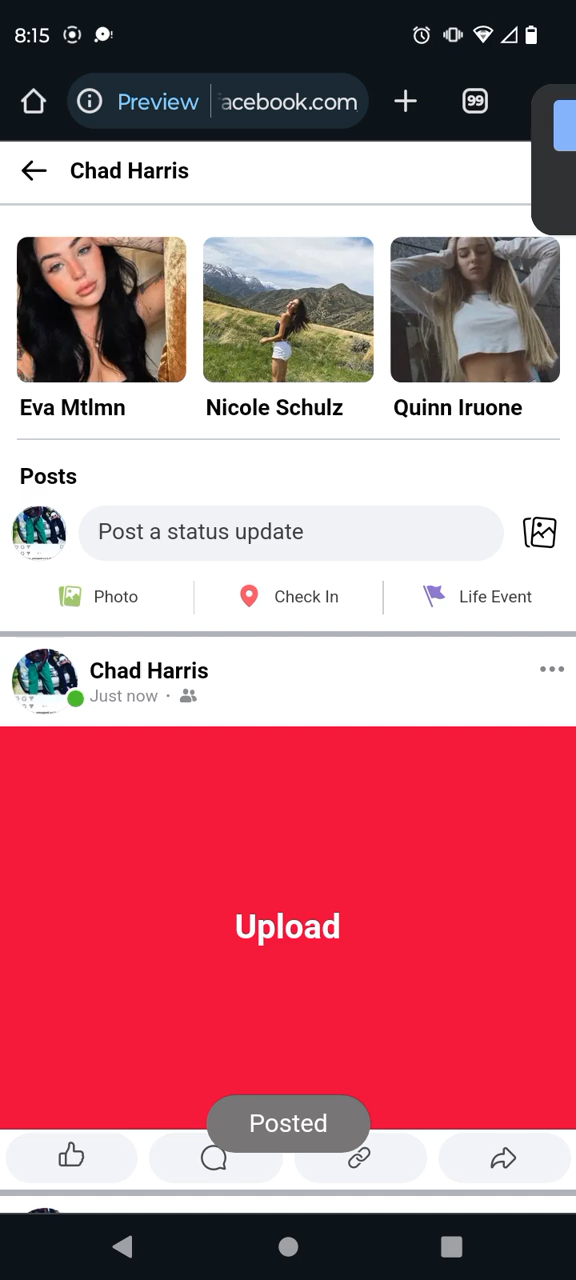 8:15
Preview
acebook.com
99
Chad Harris
Eva Mtlmn
Nicole Schulz
Quinn Iruone
Posts
Post a status update
Photo
Check In
Life Event
Chad Harris
Just now ·
Upload
Posted